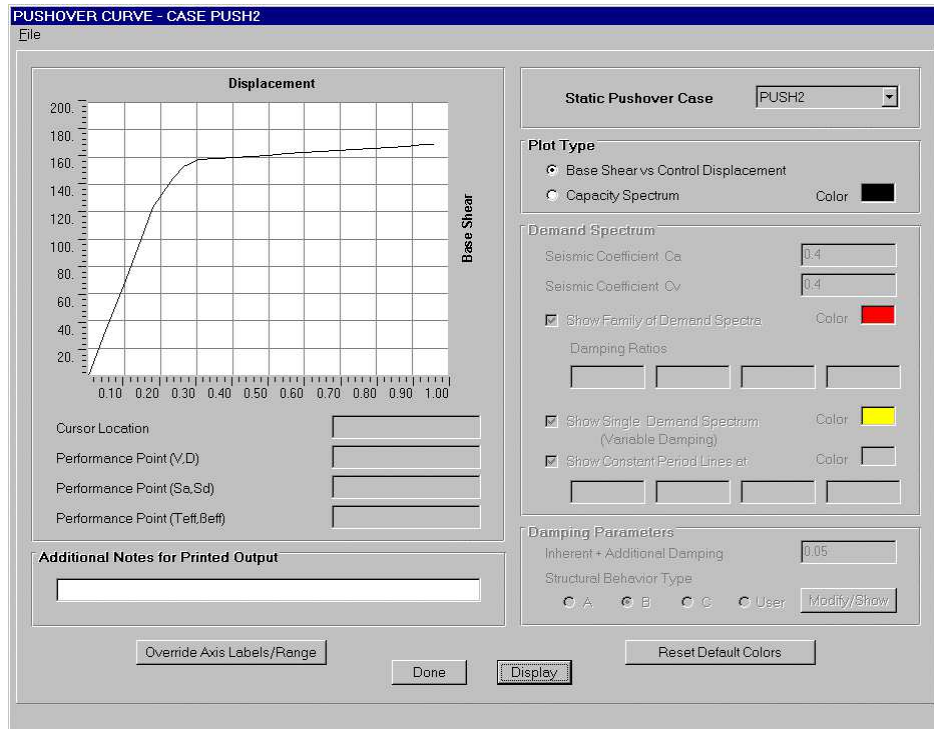 PUSHOVER CURVE - CASE PUSH2
File
Displacement
200.
180.
160.
140.
120.
100.
80.
60.
40.
20.
0.10 0.20 0.30 0.40 0.50 0.60 0.70 0.80 0.90 1.00
Base Shear
Cursor Location
Performance Point (V,D)
Performance Point (Sa,Sd)
Performance Point (Teff,ßeff)
Additional Notes for Printed Output
Override Axis Labels/Range
Static Pushover Case PUSH2
Plot Type
Base Shear vs Control Displacement
Capacity Spectrum Color
Demand Spectrum
Seismic Coefficient Ca 0.4
Seismic Coefficient Cv 0.4
Show Family of Demand Spectra Color
Damping Ratios
Show Single Demand Spectrum Color
(Variable Damping)
Show Constant Period Lines at Color
Damping Parameters
Inherent + Additional Damping 0.05
Structural Behavior Type
A B C User Modify/Show
Reset Default Colors
Done Display